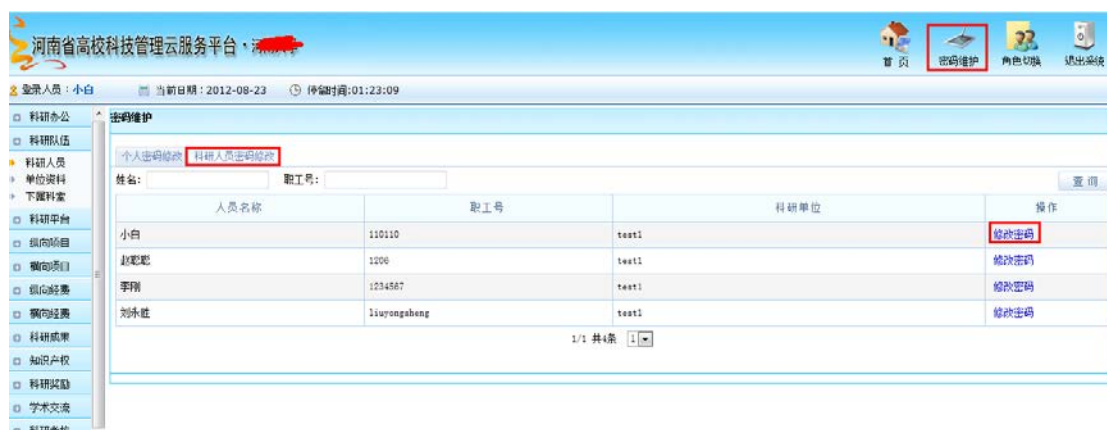 河南省高校科技管理云服务平台·
首页 密码维护 角色切换 退出系统
登录人员：小白 当前日期：2012-08-23 停留时间:01:23:09
科研办公
科研队伍
科研人员
单位资料
下属科室
科研平台
纵向项目
横向项目
纵向经费
横向经费
科研成果
知识产权
科研奖励
学术交流
密码维护
个人密码修改 科研人员密码修改
姓名: 职工号: 查询
人员名称 职工号 科研单位 操作
小白 110110 test1 修改密码
赵聪聪 1206 test1 修改密码
李刚 1234567 test1 修改密码
刘永胜 liuyongsheng test1 修改密码
1/1 共4条 1